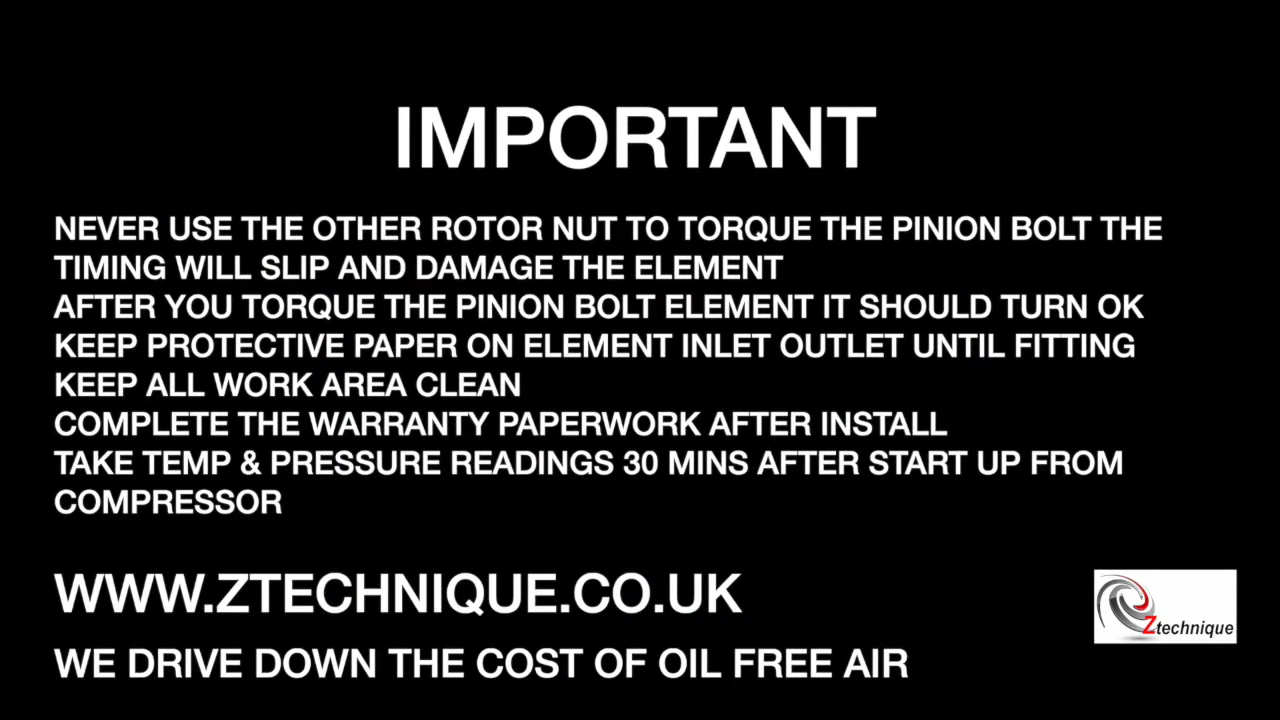 IMPORTANT
NEVER USE THE OTHER ROTOR NUT TO TORQUE THE PINION BOLT THE
TIMING WILL SLIP AND DAMAGE THE ELEMENT
AFTER YOU TORQUE THE PINION BOLT ELEMENT IT SHOULD TURN OK
KEEP PROTECTIVE PAPER ON ELEMENT INLET OUTLET UNTIL FITTING
KEEP ALL WORK AREA CLEAN
COMPLETE THE WARRANTY PAPERWORK AFTER INSTALL
TAKE TEMP & PRESSURE READINGS 30 MINS AFTER START UP FROM
COMPRESSOR
WWW.ZTECHNIQUE.CO.UK
Ztechnique
WE DRIVE DOWN THE COST OF OIL FREE AIR